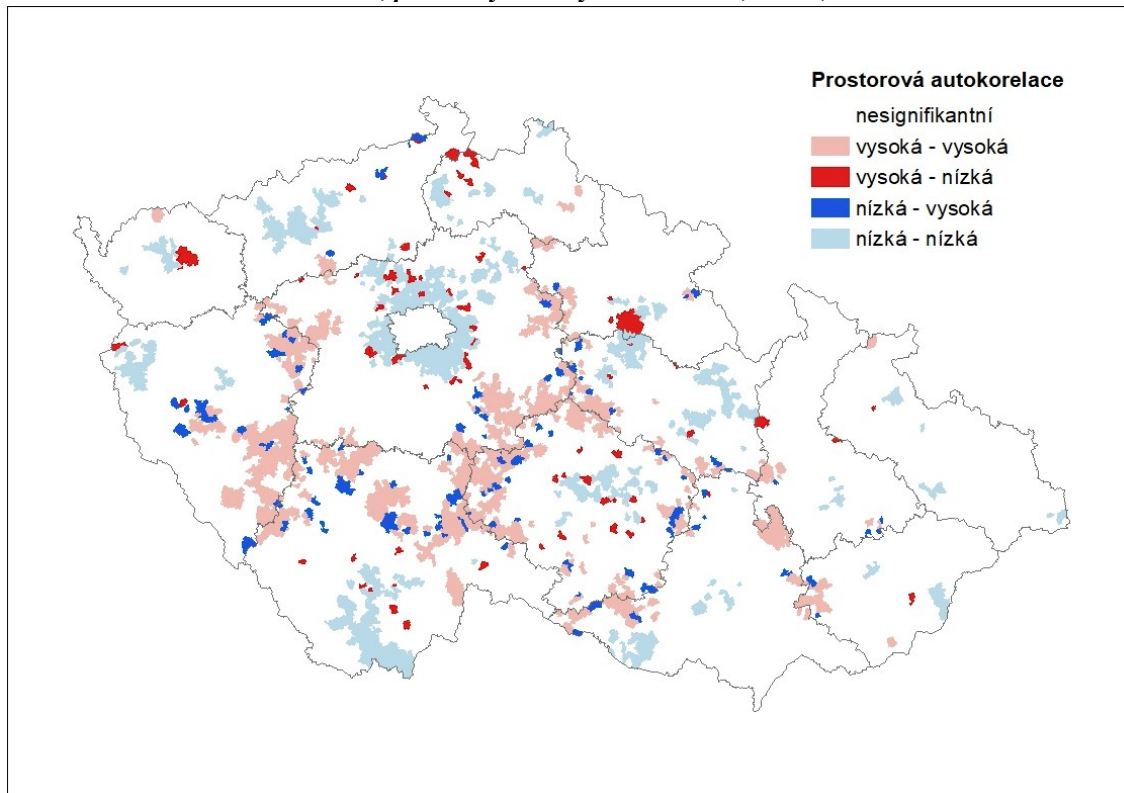 Prostorová autokorelace
nesignifikantní
vysoká - vysoká
vysoká - nízká
nízká - vysoká
nízká - nízká